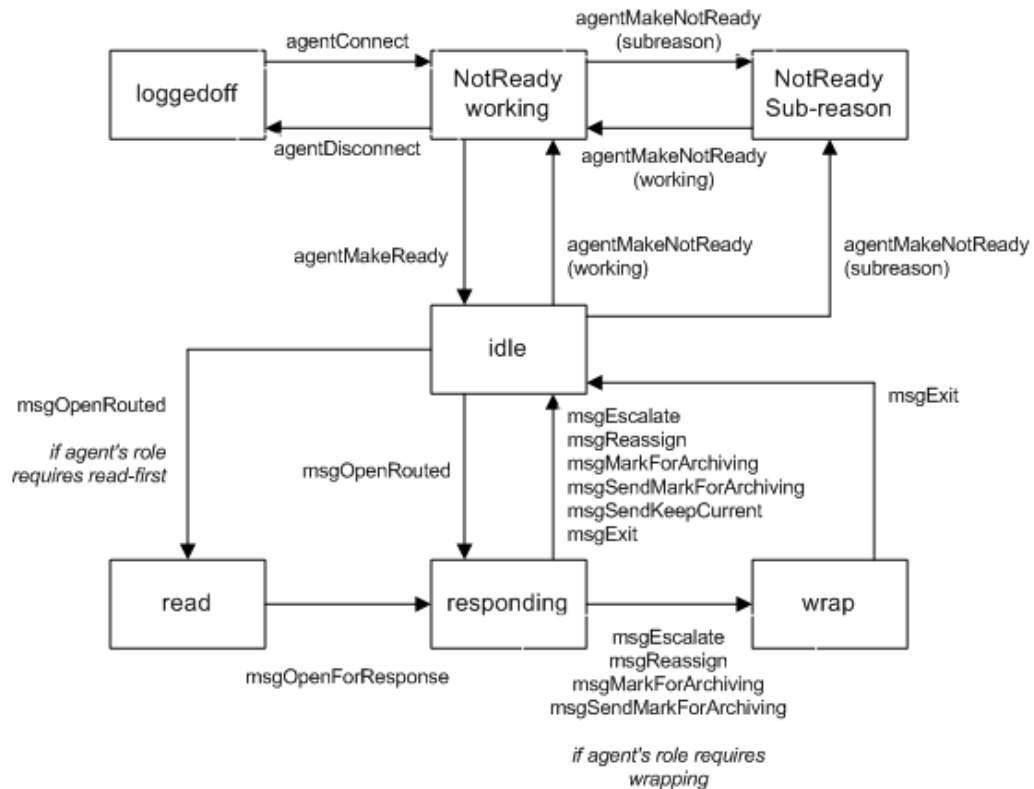 agentConnect
agentMakeNotReady
(subreason)
loggedoff
NotReady
working
NotReady
Sub-reason
agentDisconnect
agentMakeNotReady
(working)
agentMakeReady
agentMakeNotReady
(working)
agentMakeNotReady
(subreason)
idle
msgOpenRouted
if agent's role
requires read-first
msgOpenRouted
msgEscalate
msgReassign
msgMarkForArchiving
msgSendMarkForArchiving
msgSendKeepCurrent
msgExit
msgExit
read
responding
wrap
msgOpenForResponse
msgEscalate
msgReassign
msgMarkForArchiving
msgSendMarkForArchiving
if agent's role requires
wrapping